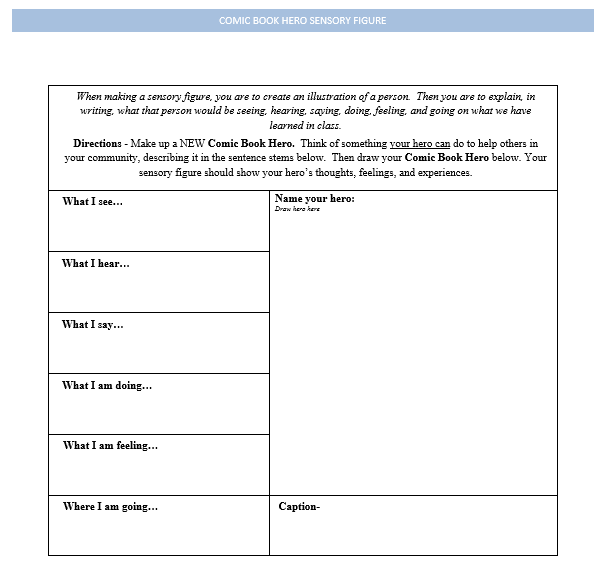 COMIC BOOK HERO SENSORY FIGURE
When making a sensory figure, you are to create an illustration of a person. Then you are to explain, in
writing, what that person would be seeing, hearing, saying, doing, feeling, and going on what we have
learned in class.
Directions - Make up a NEW Comic Book Hero. Think of something your hero can do to help others in
your community, describing it in the sentence stems below. Then draw your Comic Book Hero below. Your
sensory figure should show your hero's thoughts, feelings, and experiences.
What I see…
Name your hero:
Draw hero here
What I hear…
What I say…
What I am doing…
What I am feeling…
Where I am going…
Caption-